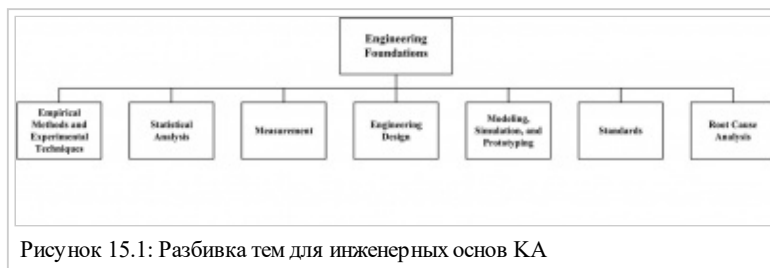 Engineering
Foundations
Empirical
Methods and
Experimental
Techniques
Statistical
Analysis
Measurement
Engineering
Design
Modeling,
Simulation, and
Prototyping
Standards
Root Cause
Analysis
Рисунок 15.1: Разбивка тем для инженерных основ КА